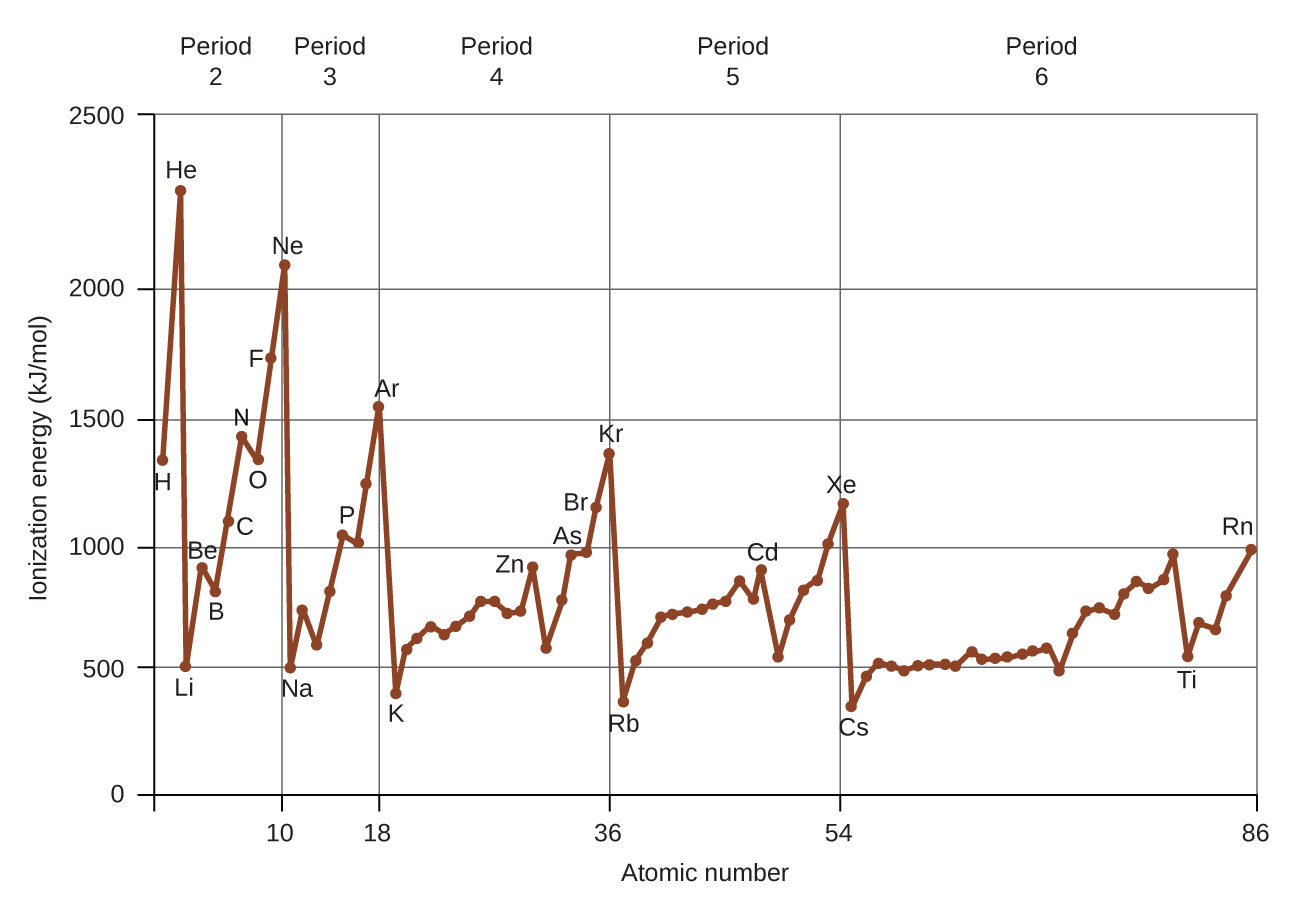 Period Period Period Period Period
2 3 4 5 6
2500
He
Ne
2000
F
Ar
N
1500
Kr
H
O
Xe
Br
P
C
Rn
As
Be
1000
Cd
Zn
B
500
Li
Na
Ti
K
Rb
Cs
0
10 18 36 54 86
Atomic number
Ionization energy (kJ/mol)